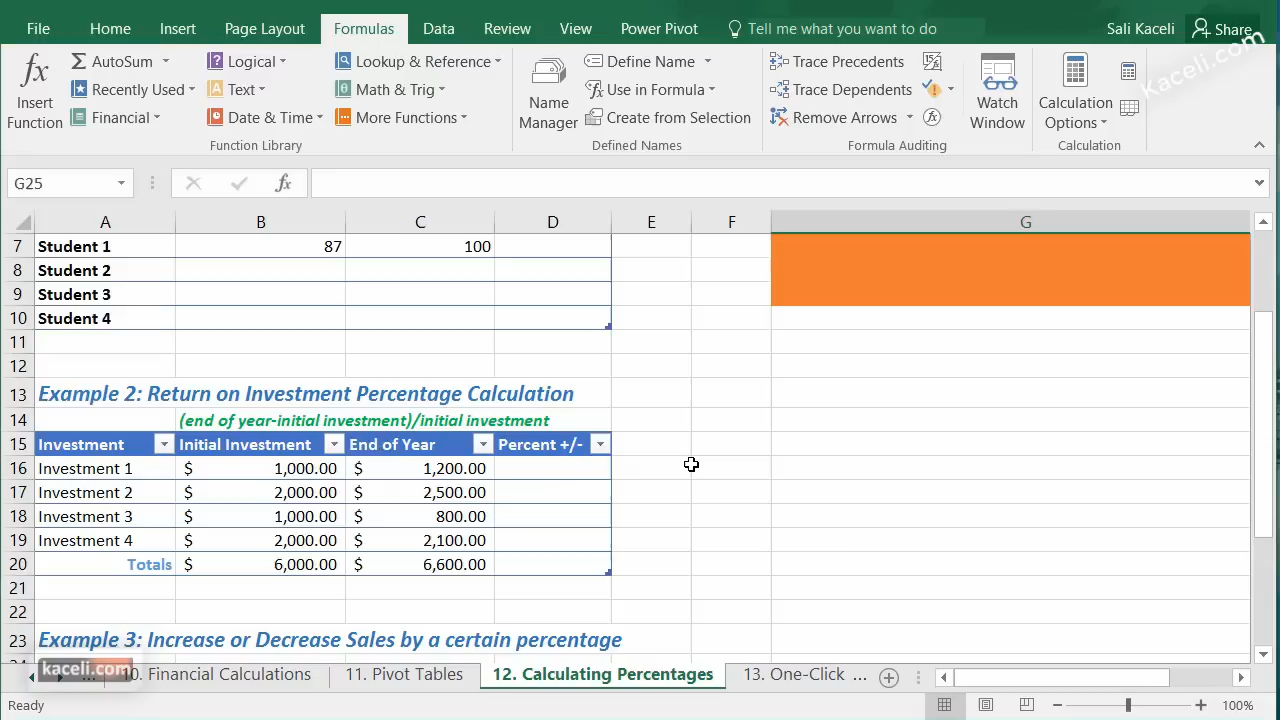 File Home Insert Page Layout Formulas Data Review View Power Pivot Tell me what you want to do Sali Kaceli Share
Kaceli.com
fx Insert Function
AutoSum
Recently Used
Financial
Logical
Text
Date & Time
Lookup & Reference
Math & Trig
More Functions
Function Library
Name Manager
Define Name
Use in Formula
Create from Selection
Defined Names
Trace Precedents
Trace Dependents
Remove Arrows
Formula Auditing
Watch Window
Calculation Options
Calculation
G25 fx
A B C D E F G
7 Student 1 87 100
8 Student 2
9 Student 3
10 Student 4
11
12
13 Example 2: Return on Investment Percentage Calculation
14 (end of year-initial investment)/initial investment
15 Investment Initial Investment End of Year Percent +/-
16 Investment 1 $ 1,000.00 $ 1,200.00
17 Investment 2 $ 2,000.00 $ 2,500.00
18 Investment 3 $ 1,000.00 $ 800.00
19 Investment 4 $ 2,000.00 $ 2,100.00
20 Totals $ 6,000.00 $ 6,600.00
21
22
23 Example 3: Increase or Decrease Sales by a certain percentage
kaceli.com
... 10. Financial Calculations 11. Pivot Tables 12. Calculating Percentages 13. One-Click ...
Ready 100%